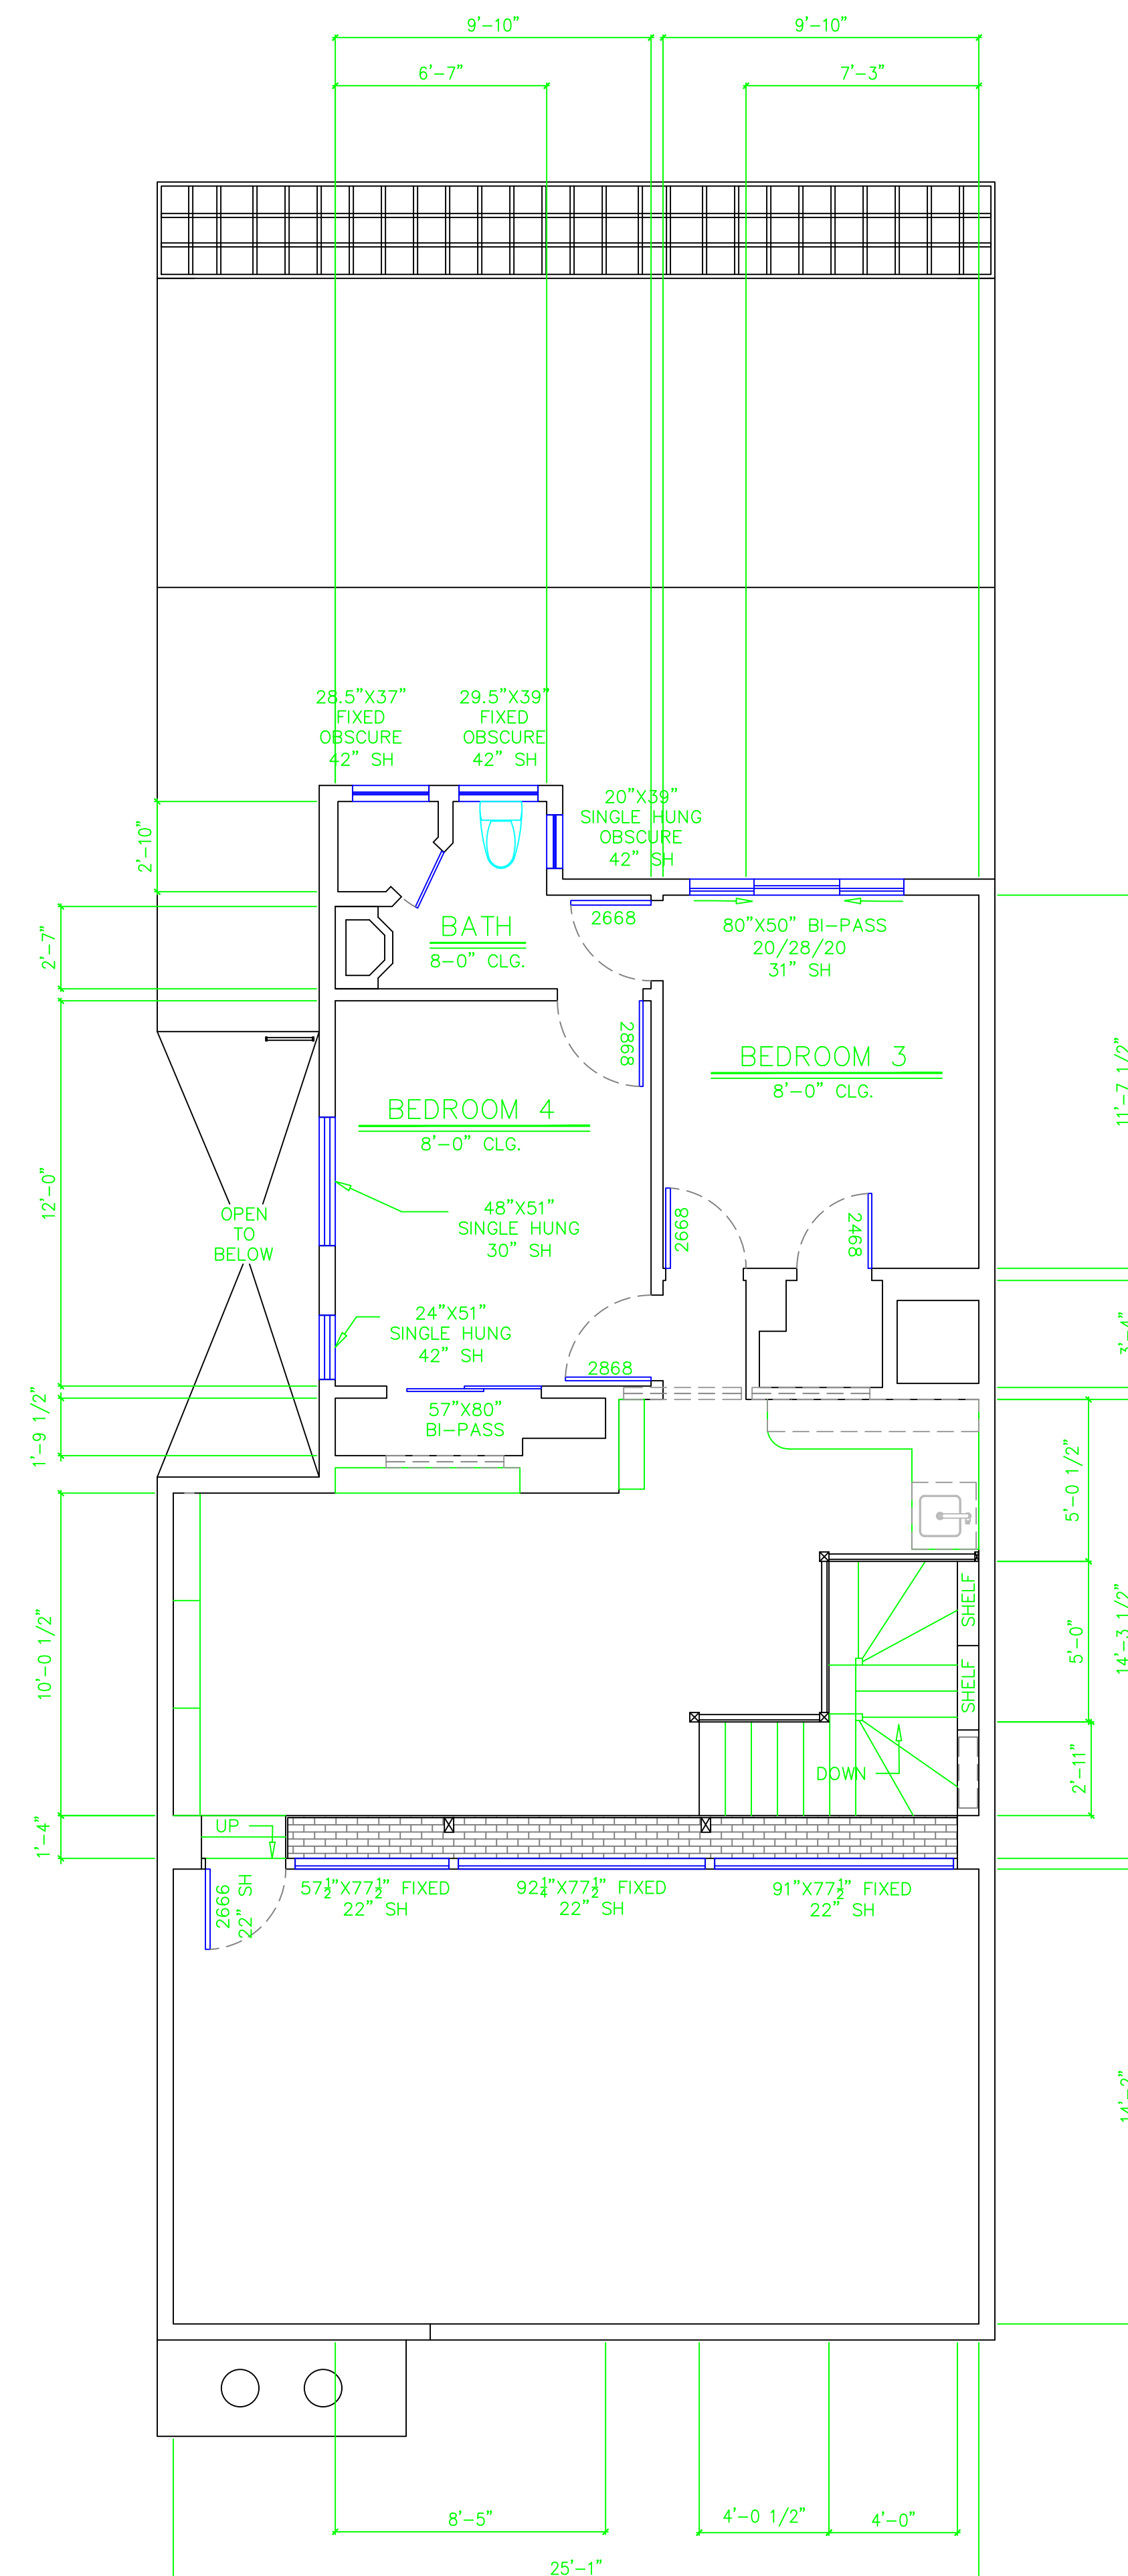 9'-10"
9'-10"
6'-7"
7'-3"
28.5"X37"
FIXED
OBSCURE
42" SH
29.5"X39"
FIXED
OBSCURE
42" SH
20"X39"
SINGLE HUNG
OBSCURE
42" SH
2'-10"
2668
80"X50" BI-PASS
20/28/20
31" SH
BATH
8-0" CLG.
2'-7"
2868
BEDROOM 3
8'-0" CLG.
11'-7 1/2"
BEDROOM 4
8'-0" CLG.
12'-0"
OPEN
TO
BELOW
48"X51"
SINGLE HUNG
30" SH
2668
2468
24"X51"
SINGLE HUNG
42" SH
3'-4"
2868
57"X80"
BI-PASS
1'-9 1/2"
5'-0 1/2"
SHELF
SHELF
10'-0 1/2"
5'-0"
14'-3 1/2"
DOWN
2'-11"
UP
1'-4"
2666
22" SH
57½"X77½" FIXED
22" SH
92¼"X77½" FIXED
22" SH
91"X77½" FIXED
22" SH
14'-2"
8'-5"
4'-0 1/2"
4'-0"
25'-1"